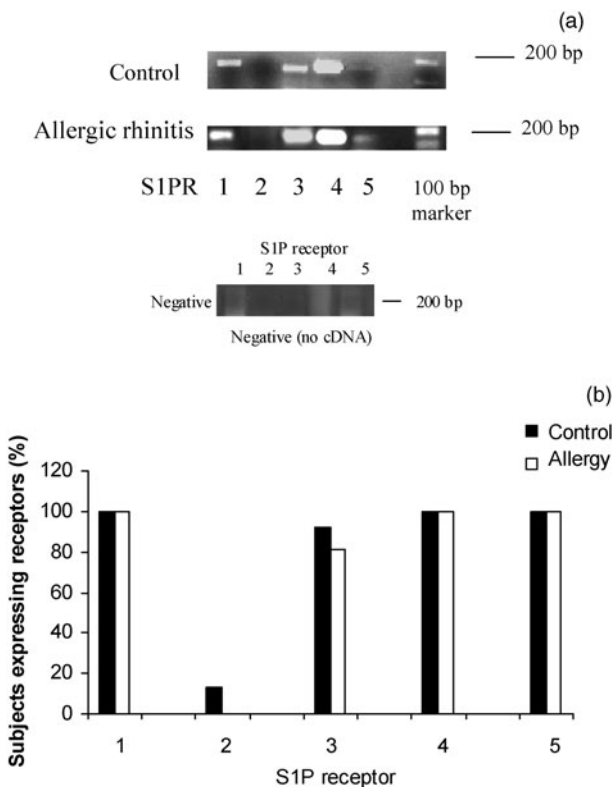 (a)
200 bp
Control
Allergic rhinitis
200 bp
S1PR 1 2 3 4 5 100 bp
marker
S1P receptor
1 2 3 4 5
Negative
200 bp
Negative (no cDNA)
(b)
Control
Allergy
Subjects expressing receptors (%)
120
100
80
60
40
20
0
1 2 3 4 5
S1P receptor